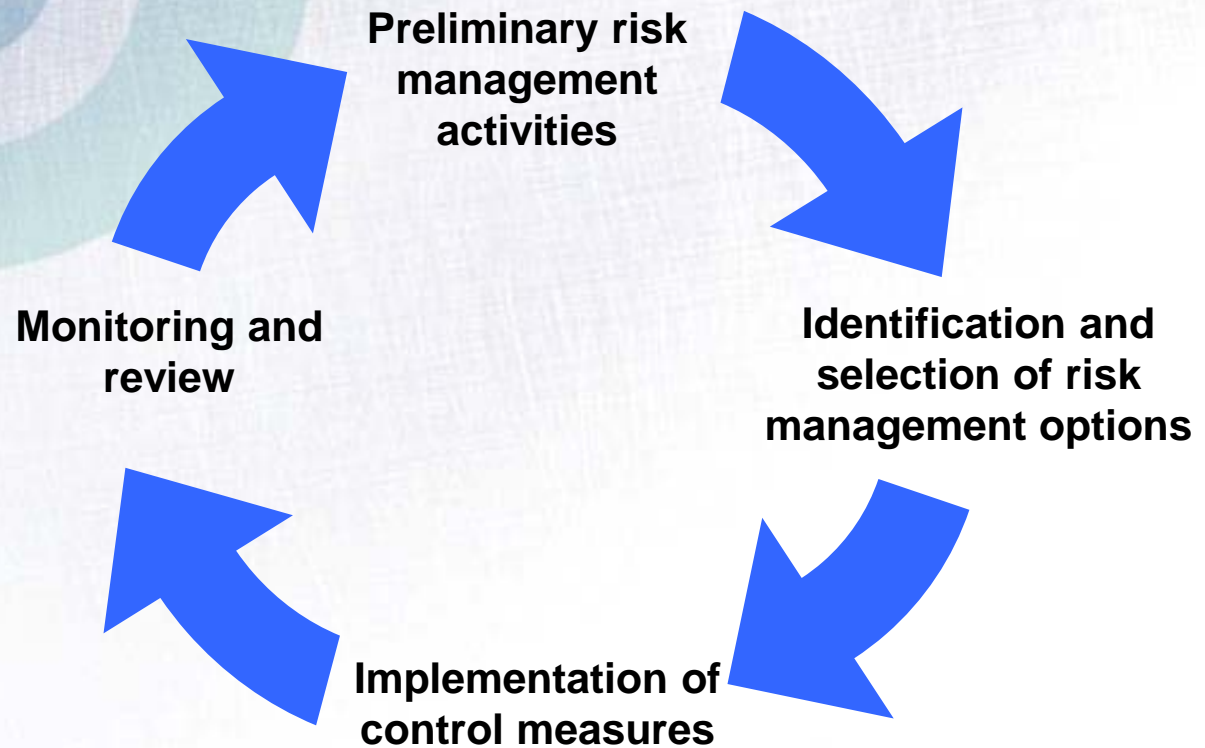 Preliminary risk
management
activities
Identification and
selection of risk
management options
Implementation of
control measures
Monitoring and
review